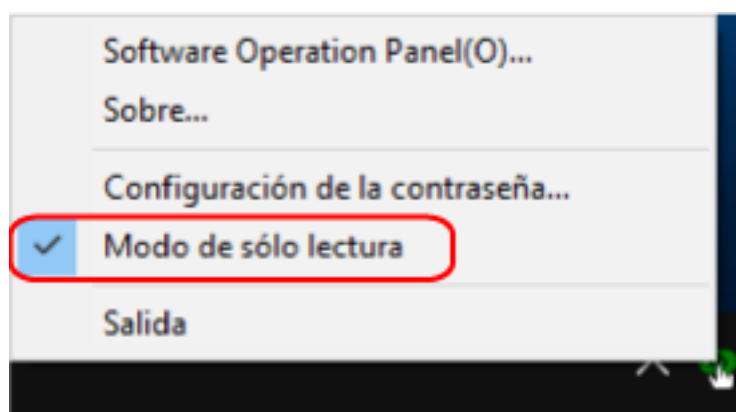 Software Operation Panel(O)...
Sobre...
Configuración de la contraseña...
Modo de sólo lectura
Salida